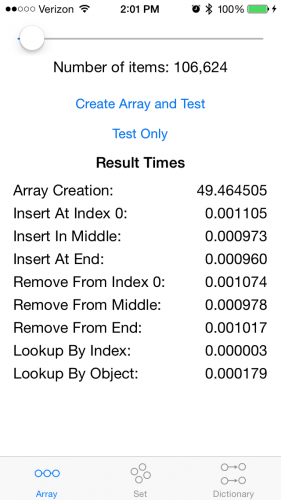 Verizon 2:01 PM 100%
Number of items: 106,624
Create Array and Test
Test Only
Result Times
Array Creation: 49.464505
Insert At Index 0: 0.001105
Insert In Middle: 0.000973
Insert At End: 0.000960
Remove From Index 0: 0.001074
Remove From Middle: 0.000978
Remove From End: 0.001017
Lookup By Index: 0.000003
Lookup By Object: 0.000179
Array Set Dictionary